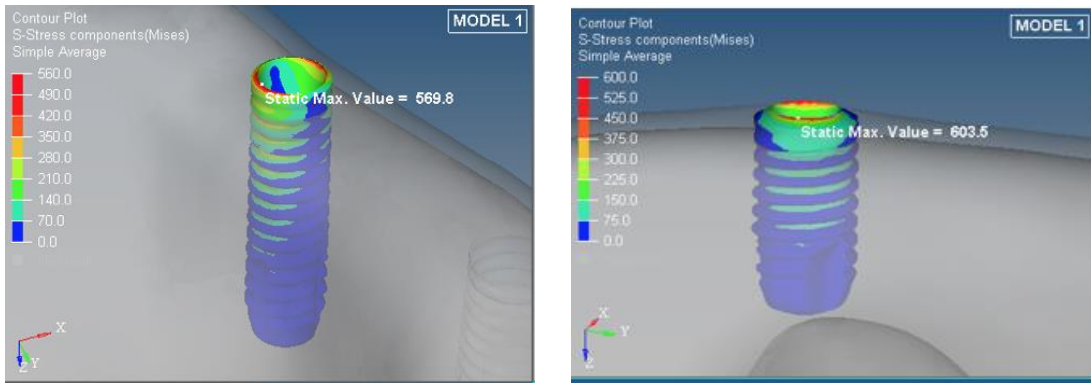 Contour Plot
S-Stress components(Mises)
Simple Average
560.0
490.0
420.0
350.0
280.0
210.0
140.0
70.0
0.0
MODEL 1
Static Max. Value = 569.8
X
Y
Z
Contour Plot
S-Stress components(Mises)
Simple Average
600.0
525.0
450.0
375.0
300.0
225.0
150.0
75.0
0.0
MODEL 1
Static Max. Value = 603.5
X
Y
Z